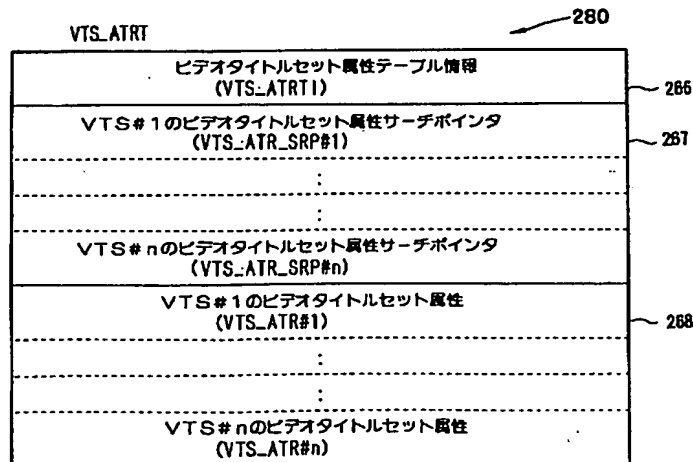 VTS_ATRT
280
ビデオタイトルセット属性テーブル情報
(VTS_ATRTI)
266
VTS#1のビデオタイトルセット属性サーチポインタ
(VTS_ATR_SRP#1)
267
:
:
VTS#nのビデオタイトルセット属性サーチポインタ
(VTS_ATR_SRP#n)
VTS#1のビデオタイトルセット属性
(VTS_ATR#1)
268
:
:
VTS#nのビデオタイトルセット属性
(VTS_ATR#n)